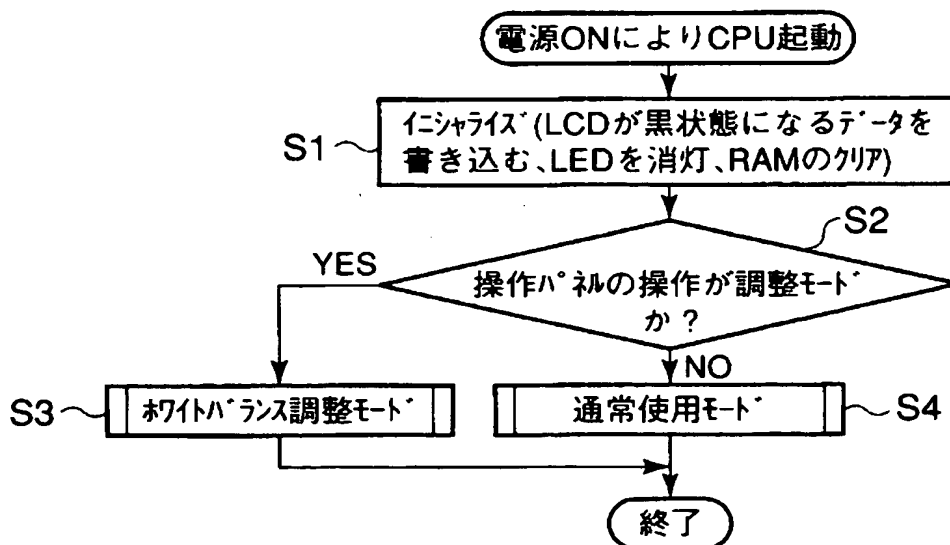 電源ONによりCPU起動
S1
イニシャライズ(LCDが黒状態になるデータを
書き込む、LEDを消灯、RAMのクリア)
S2
YES
操作パネルの操作が調整モード
か?
NO
S3
ホワイトバランス調整モード
通常使用モード
S4
終了